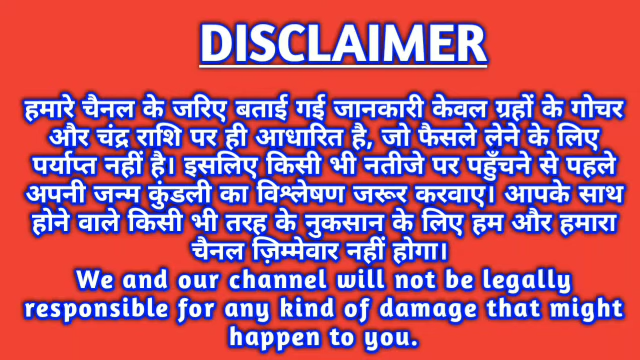 DISCLAIMER
हमारे चैनल के जरिए बताई गई जानकारी केवल ग्रहों के गोचर
और चंद्र राशि पर ही आधारित है, जो फैसले लेने के लिए
पर्याप्त नहीं है। इसलिए किसी भी नतीजे पर पहुँचने से पहले
अपनी जन्म कुंडली का विश्लेषण जरूर करवाए। आपके साथ
होने वाले किसी भी तरह के नुकसान के लिए हम और हमारा
चैनल ज़िम्मेवार नहीं होगा।
We and our channel will not be legally
responsible for any kind of damage that might
happen to you.